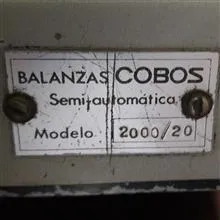 BALANZAS COBOS
Semi-automática
Modelo 2000/20